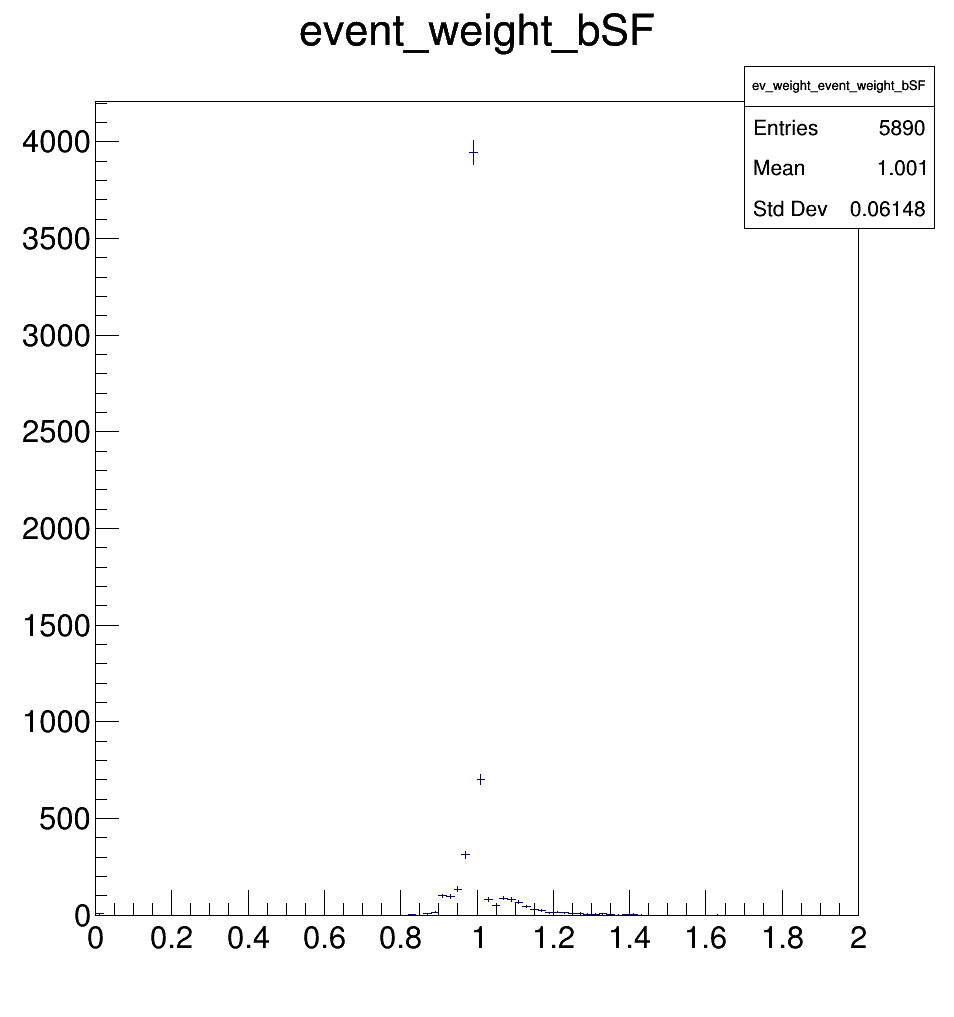 event_weight_bSF
ev_weight_event_weight_bSF
Entries 5890
Mean 1.001
Std Dev 0.06148
4000
3500
3000
2500
2000
1500
1000
500
0
0 0.2 0.4 0.6 0.8 1 1.2 1.4 1.6 1.8 2